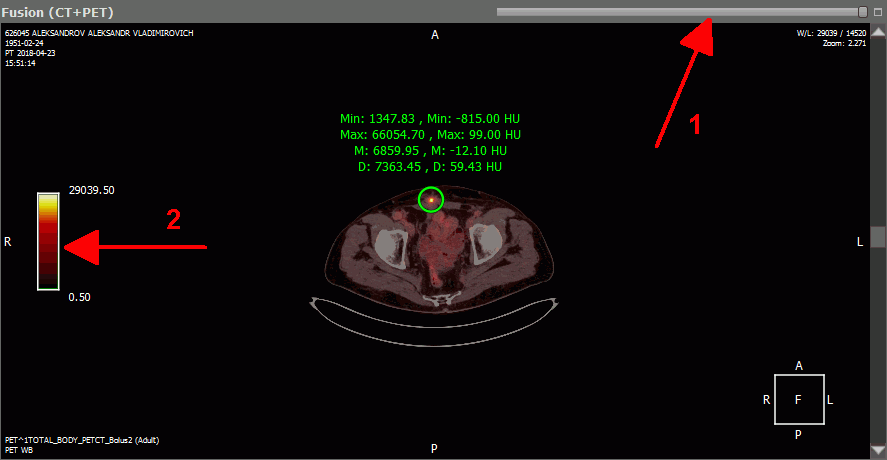 Fusion (CT+PET)
626045 ALEKSANDROV ALEKSANDR VLADIMIROVICH
1951-02-24
PT 2018-04-23
15:51:14
A
W/L: 29039 / 14520
Zoom: 2.271
1
Min: 1347.83 , Min: -815.00 HU
Max: 66054.70 , Max: 99.00 HU
M: 6859.95 , M: -12.10 HU
D: 7363.45 , D: 59.43 HU
29039.50
2
R
L
0.50
A
R F L
P
PET^1TOTAL_BODY_PETCT_Bolus2 (Adult)
PET WB
P